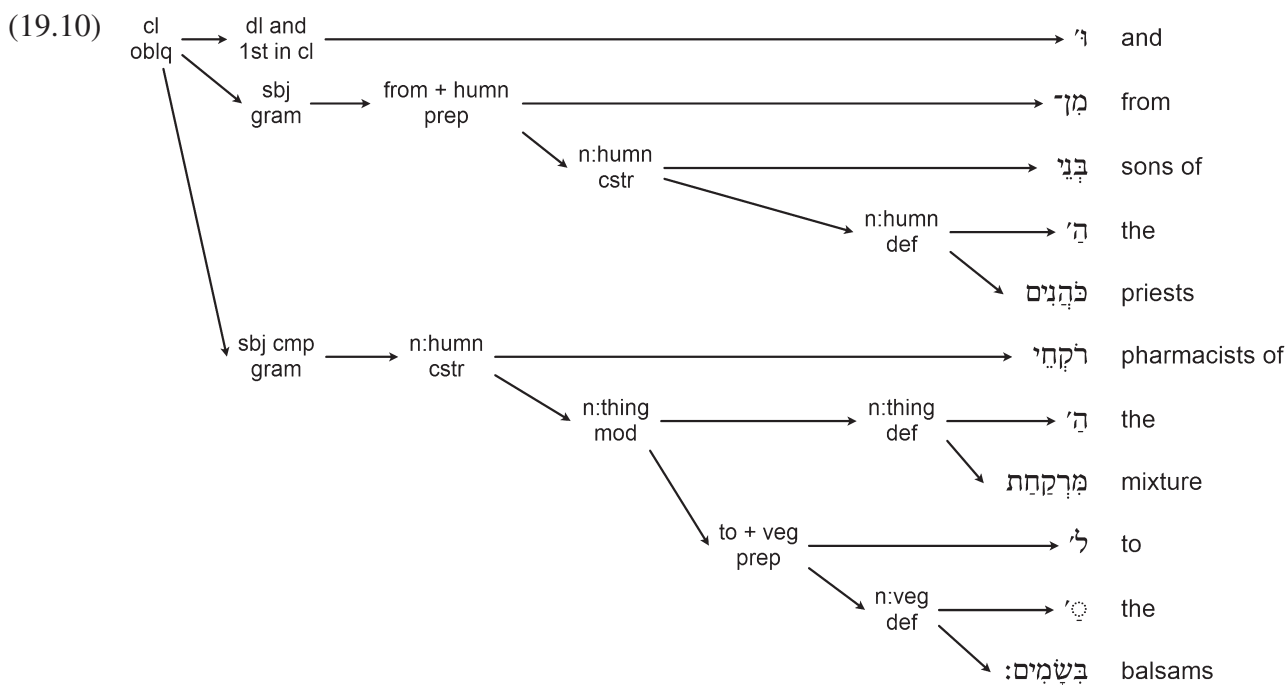 (19.10) cl oblq dl and 1st in cl וּ׳ and
sbj gram from + humn prep מִן־ from
n:humn cstr בְּנֵי sons of
n:humn def הַ׳ the
כֹּהֲנִים priests
sbj cmp gram n:humn cstr רֹקְחֵי pharmacists of
n:thing mod n:thing def הַ׳ the
מִּרְקַחַת mixture
to + veg prep לַ׳ to
n:veg def ַ׳ the
בְּשָׂמִים׃ balsams